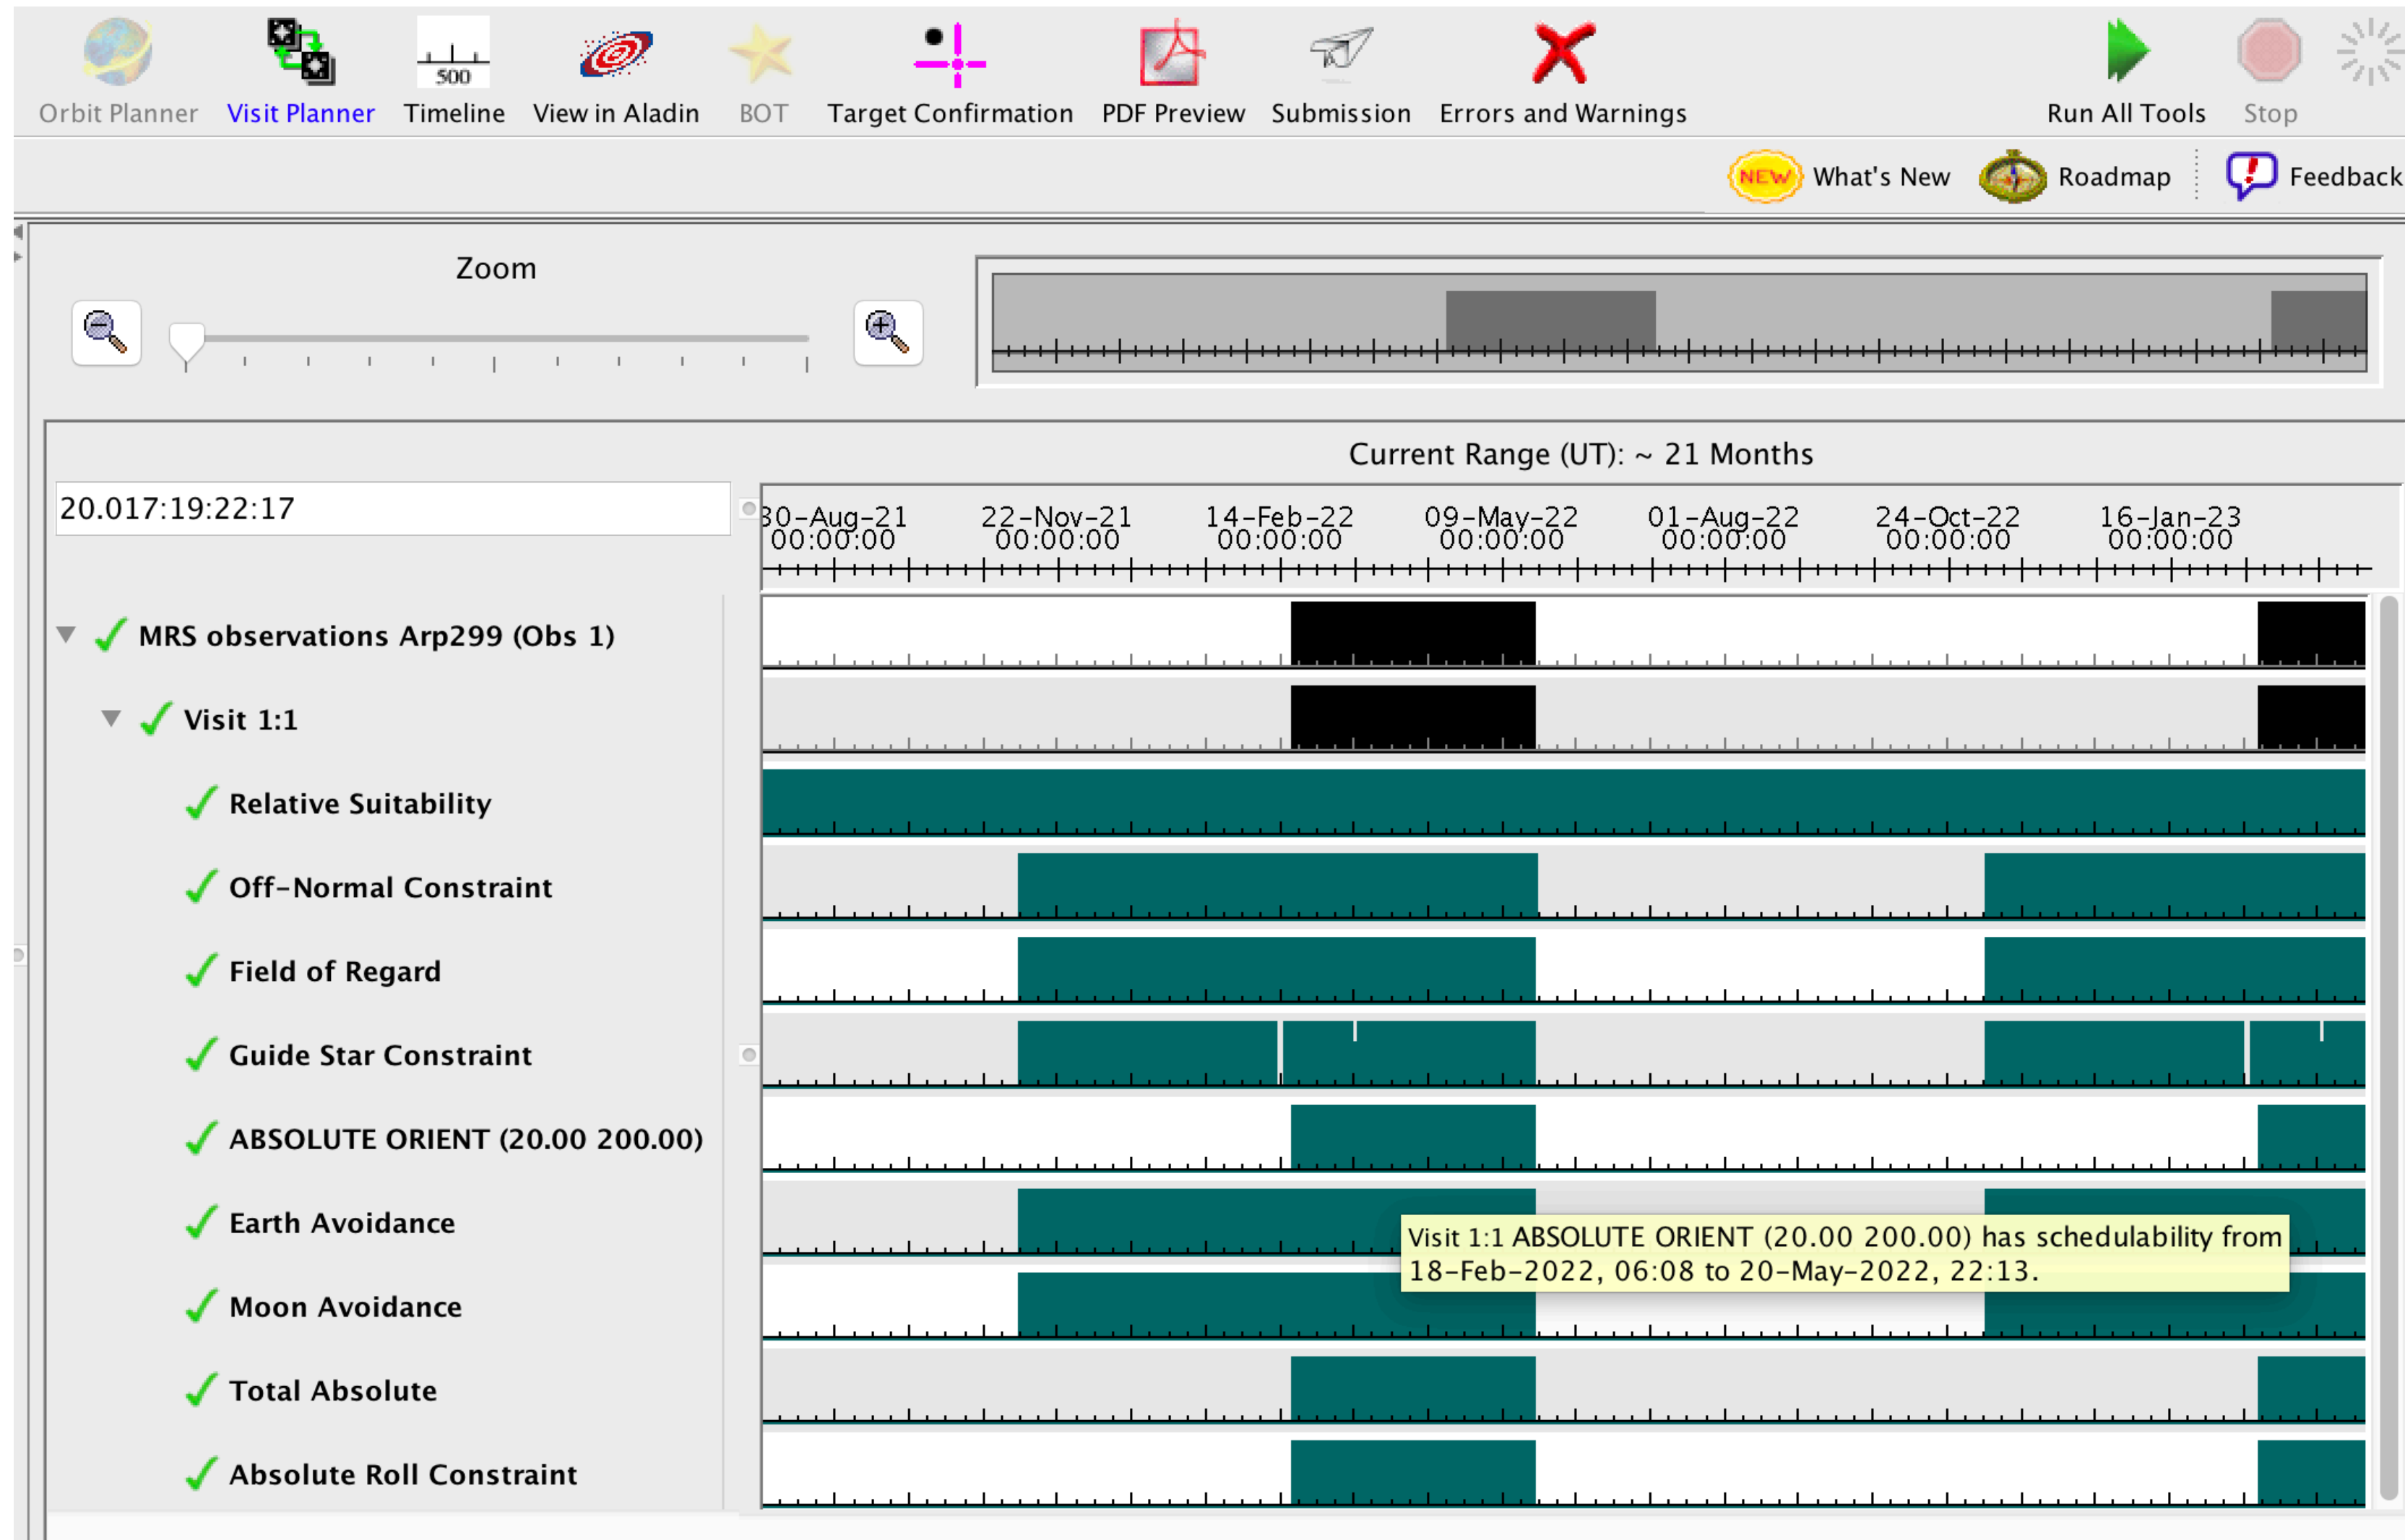 500
Orbit Planner Visit Planner Timeline View in Aladin BOT Target Confirmation PDF Preview Submission Errors and Warnings Run All Tools Stop
NEW What's New Roadmap Feedback
Zoom
Current Range (UT): ~ 21 Months
20.017:19:22:17
30-Aug-21 22-Nov-21 14-Feb-22 09-May-22 01-Aug-22 24-Oct-22 16-Jan-23
00:00:00 00:00:00 00:00:00 00:00:00 00:00:00 00:00:00 00:00:00
MRS observations Arp299 (Obs 1)
Visit 1:1
Relative Suitability
Off-Normal Constraint
Field of Regard
Guide Star Constraint
ABSOLUTE ORIENT (20.00 200.00)
Earth Avoidance
Visit 1:1 ABSOLUTE ORIENT (20.00 200.00) has schedulability from
18-Feb-2022, 06:08 to 20-May-2022, 22:13.
Moon Avoidance
Total Absolute
Absolute Roll Constraint